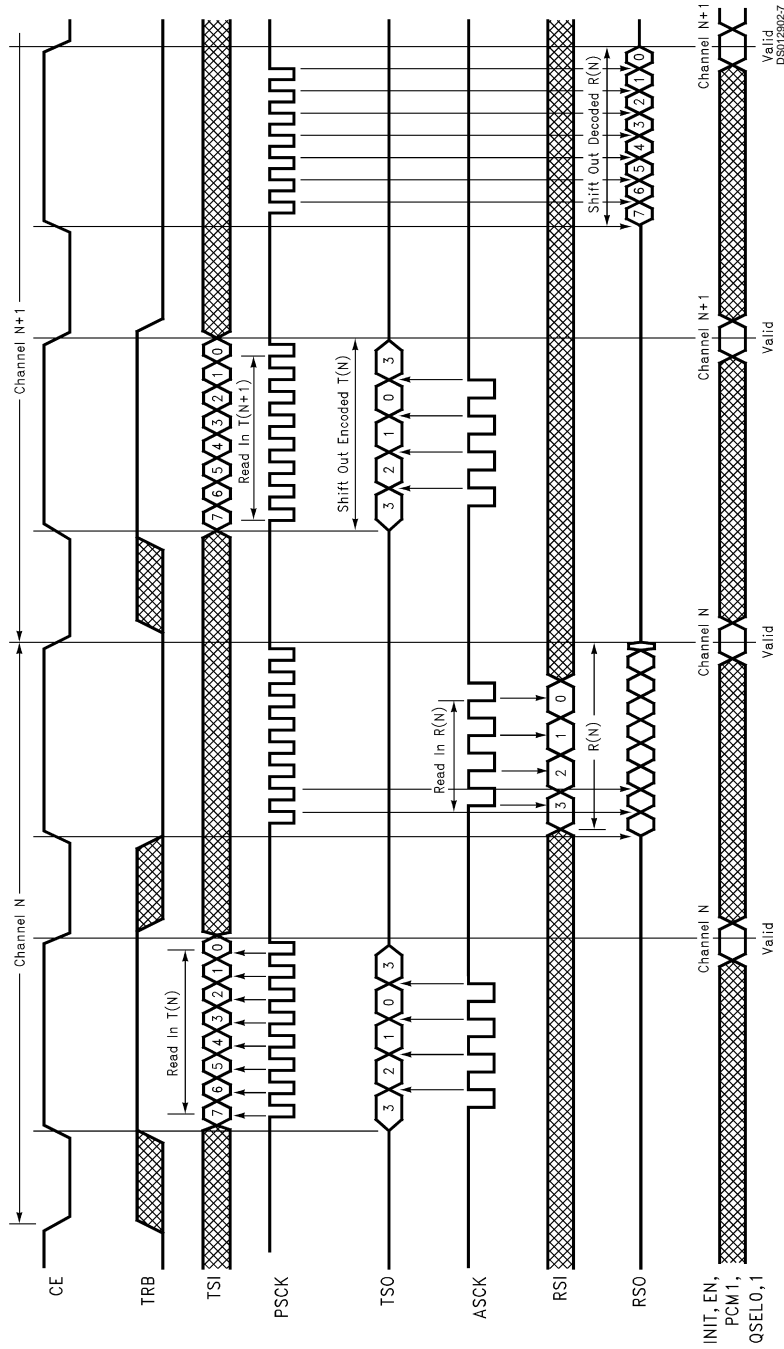 Channel N Channel N+1
CE
TRB
Read In T(N)
TSI 7 6 5 4 3 2 1 0 7 6 5 4 3 2 1 0
Read In T(N+1)
PSCK
Shift Out Encoded T(N)
TSO 3 2 1 0 3 3 2 1 0 3
Read In R(N)
ASCK
RSI 3 2 1 0
R(N) Shift Out Decoded R(N)
RSO 7 6 5 4 3 2 1 0
Channel N Channel N Channel N+1 Channel N+1
INIT, EN,
PCM1,
QSEL0,1
Valid Valid Valid Valid
DS012902-7